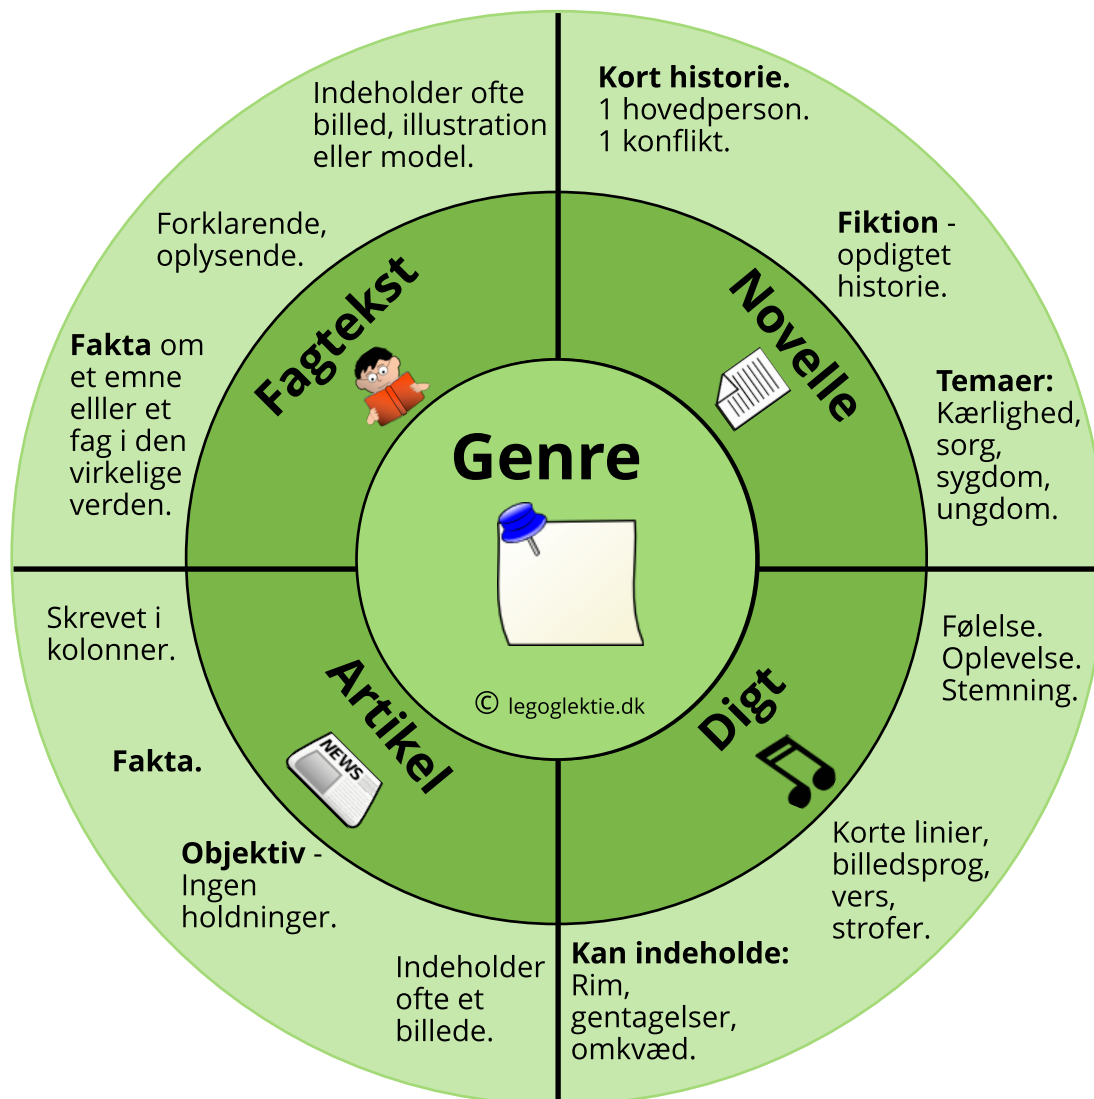 Genre
© legoglektie.dk
Fagtekst
Indeholder ofte
billed, illustration
eller model.
Forklarende,
oplysende.
Fakta om
et emne
elller et
fag i den
virkelige
verden.
Novelle
Kort historie.
1 hovedperson.
1 konflikt.
Fiktion -
opdigtet
historie.
Temaer:
Kærlighed,
sorg,
sygdom,
ungdom.
Artikel
NEWS
Skrevet i
kolonner.
Fakta.
Objektiv -
Ingen
holdninger.
Indeholder
ofte et
billede.
Digt
Følelse.
Oplevelse.
Stemning.
Korte linier,
billedsprog,
vers,
strofer.
Kan indeholde:
Rim,
gentagelser,
omkvæd.